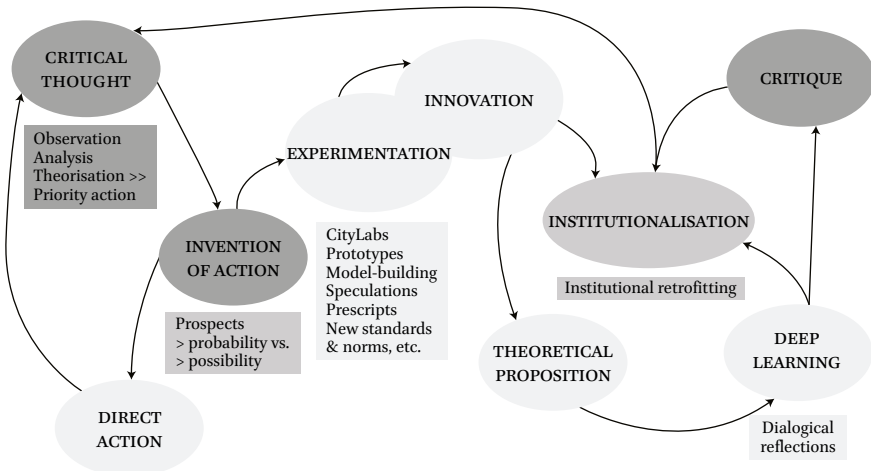 CRITICAL
THOUGHT
Observation
Analysis
Theorisation >>
Priority action
INVENTION
OF ACTION
Prospects
> probability vs.
> possibility
DIRECT
ACTION
EXPERIMENTATION
INNOVATION
CityLabs
Prototypes
Model-building
Speculations
Prescripts
New standards
& norms, etc.
CRITIQUE
INSTITUTIONALISATION
Institutional retrofitting
THEORETICAL
PROPOSITION
DEEP
LEARNING
Dialogical
reflections